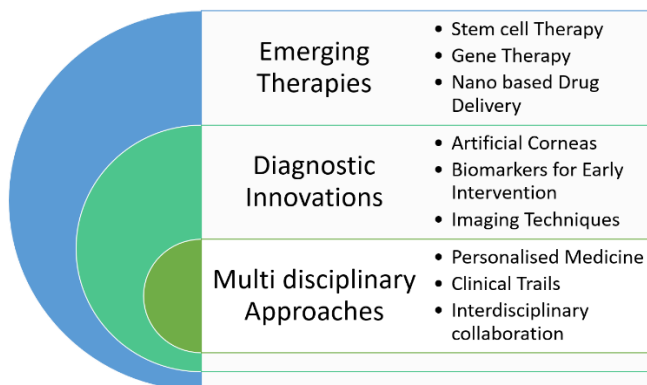 Emerging
Therapies
• Stem cell Therapy
• Gene Therapy
• Nano based Drug
Delivery
Diagnostic
Innovations
• Artificial Corneas
• Biomarkers for Early
Intervention
• Imaging Techniques
Multi disciplinary
Approaches
• Personalised Medicine
• Clinical Trails
• Interdisciplinary
collaboration